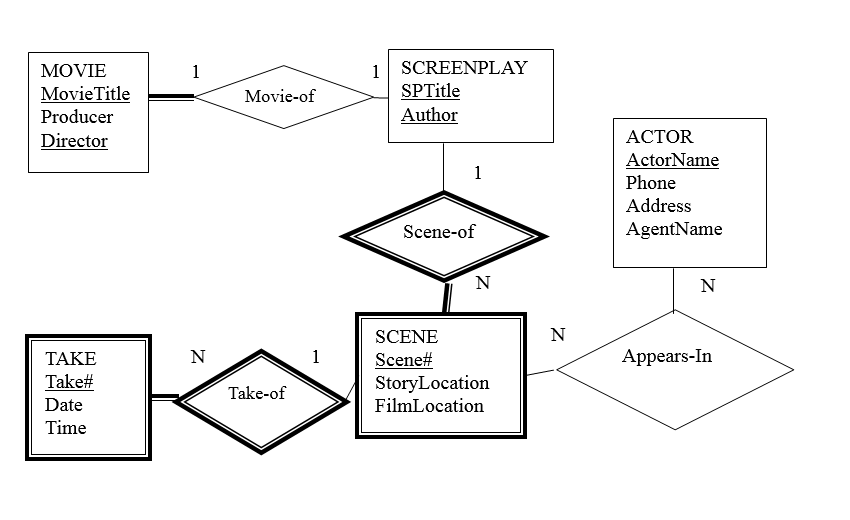 MOVIE
MovieTitle
Producer
Director
1
Movie-of
1
SCREENPLAY
SPTitle
Author
1
Scene-of
N
ACTOR
ActorName
Phone
Address
AgentName
N
Appears-In
N
SCENE
Scene#
StoryLocation
FilmLocation
1
Take-of
N
TAKE
Take#
Date
Time